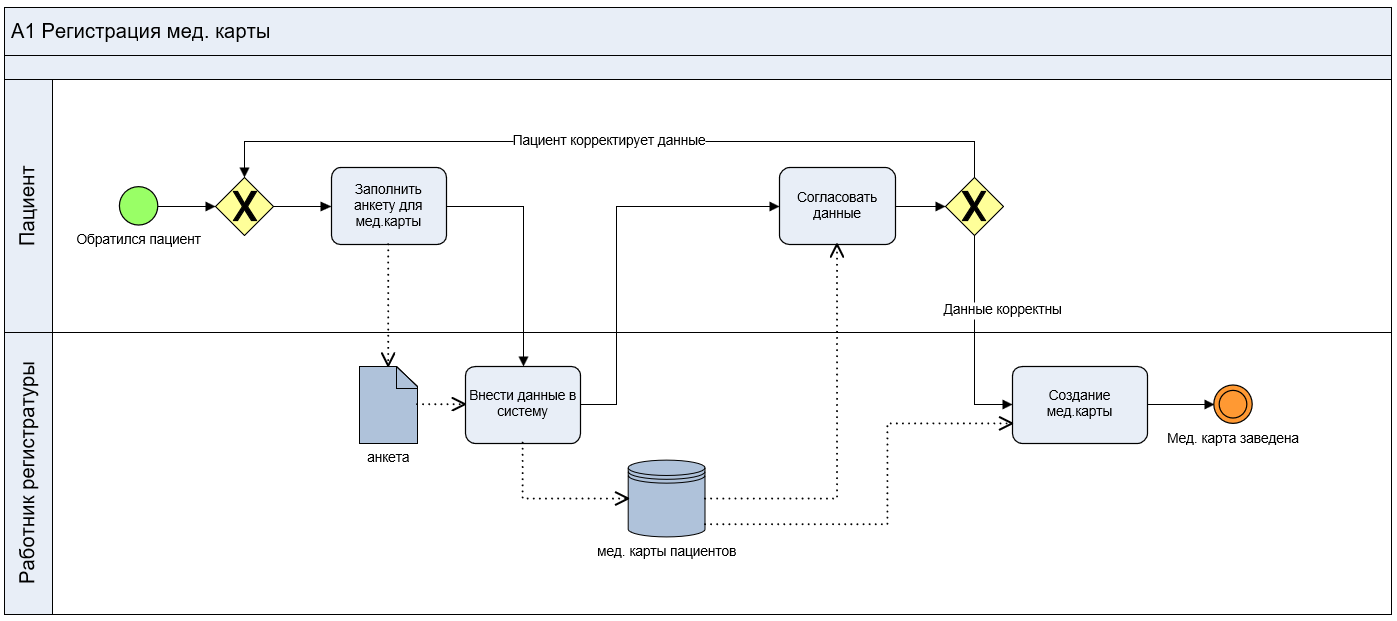 А1 Регистрация мед. карты
Пациент
Пациент корректирует данные
Обратился пациент
Заполнить
анкету для
мед.карты
Согласовать
данные
Данные корректны
Работник регистратуры
анкета
Внести данные в
систему
мед. карты пациентов
Создание
мед.карты
Мед. карта заведена